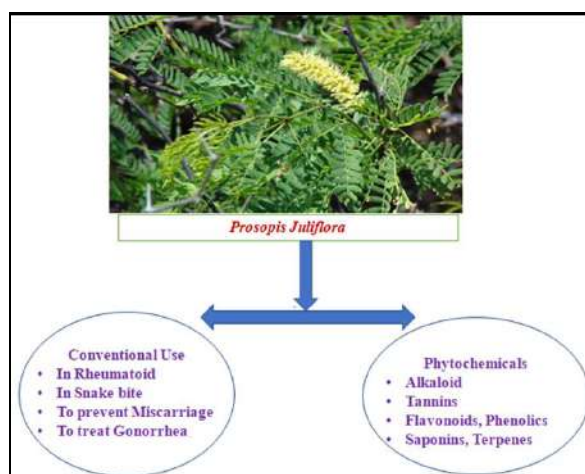 Prosopis Juliflora
Conventional Use
• In Rheumatoid
• In Snake bite
• To prevent Miscarriage
• To treat Gonorrhea
Phytochemicals
• Alkaloid
• Tannins
• Flavonoids, Phenolics
• Saponins, Terpenes